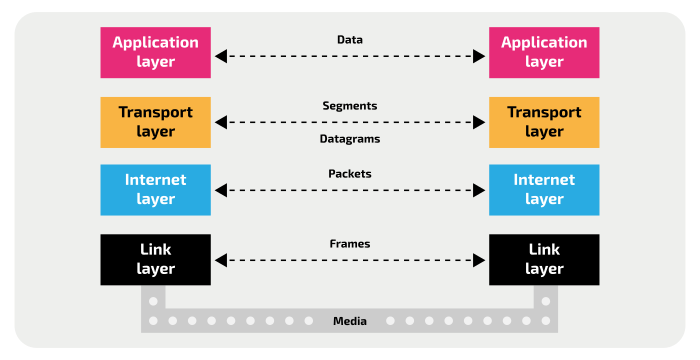 Application
layer
Data
Application
layer
Transport
layer
Segments
Datagrams
Transport
layer
Internet
layer
Packets
Internet
layer
Link
layer
Frames
Link
layer
Media